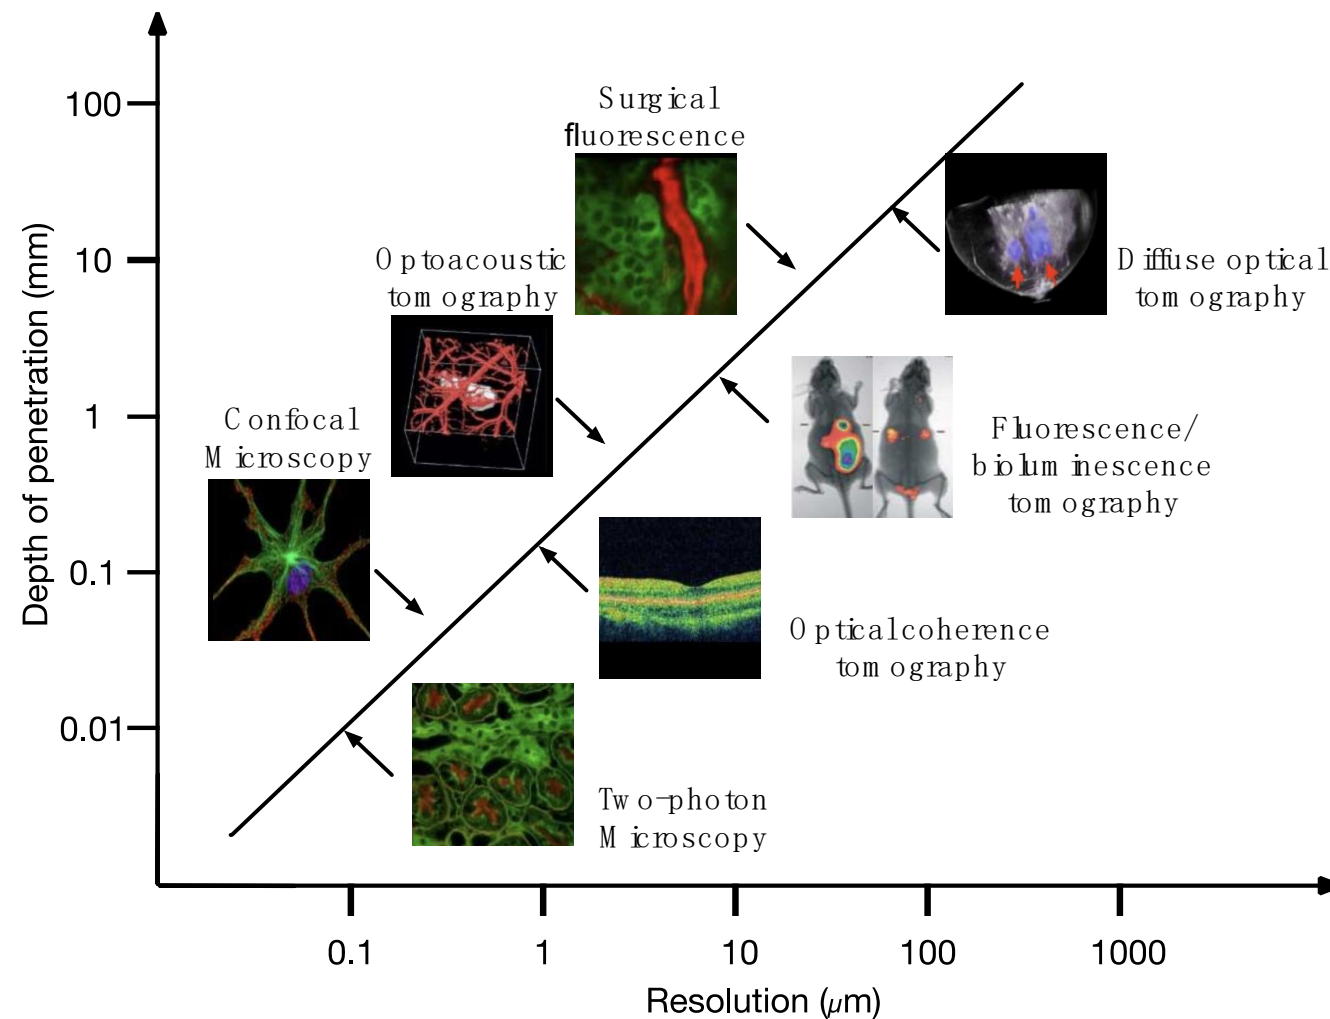 Surgical
fluorescence
100
Optoacoustic
tomography
10
Diffuse optical
tomography
Confocal
Microscopy
1
Fluorescence/
bioluminescence
tomography
Depth of penetration (mm)
0.1
Optical coherence
tomography
0.01
Two-photon
Microscopy
0.1
1
10
100
1000
Resolution (μm)